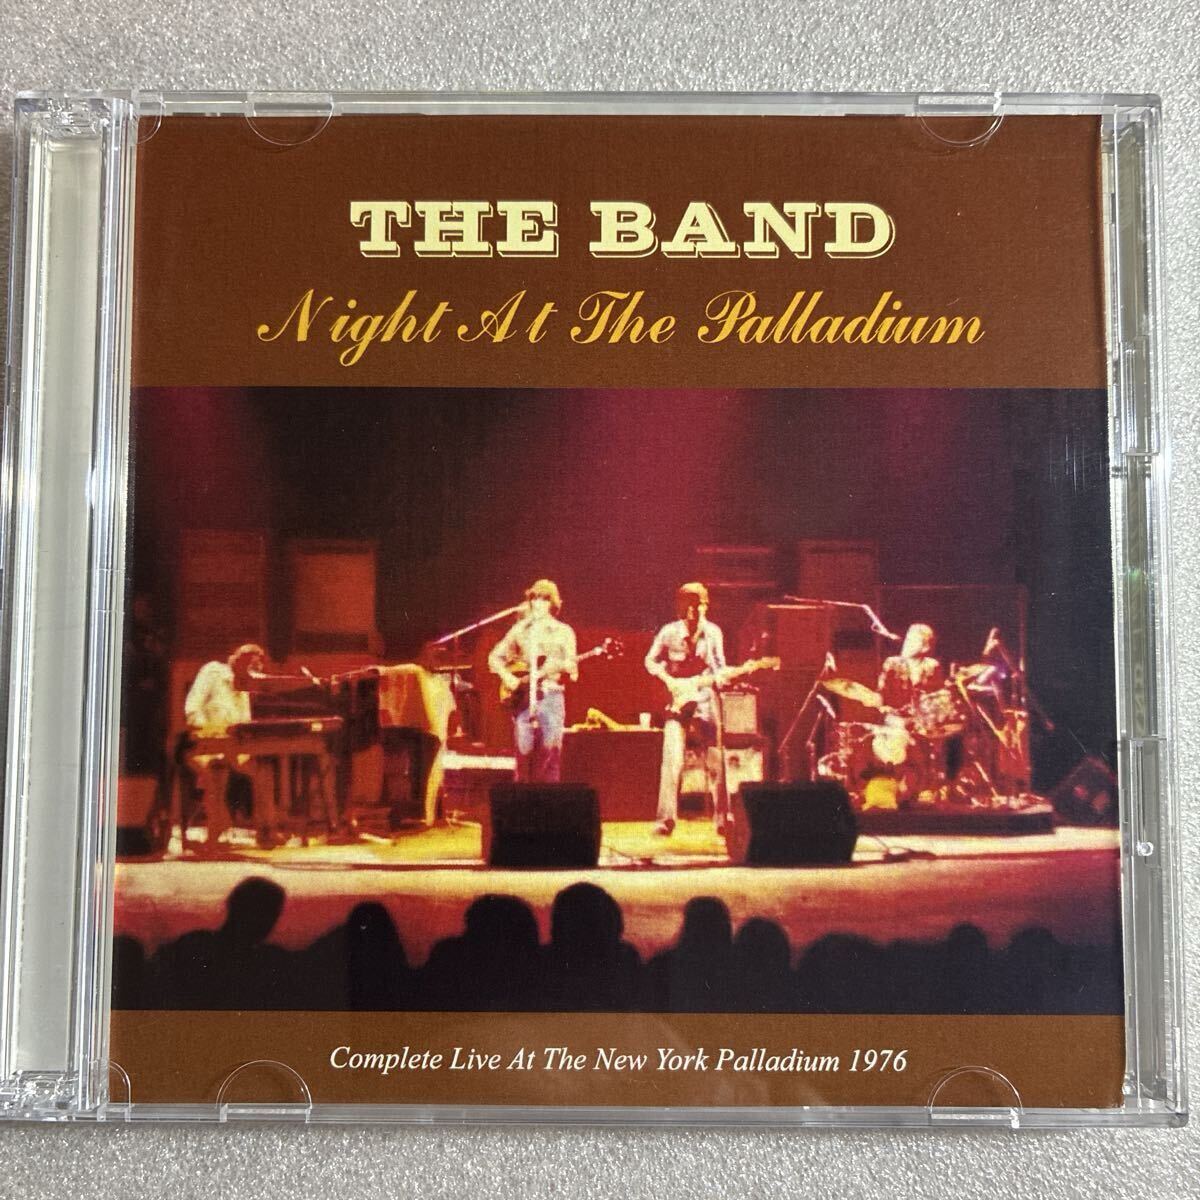 THE BAND
Night At The Palladium
Complete Live At The New York Palladium 1976